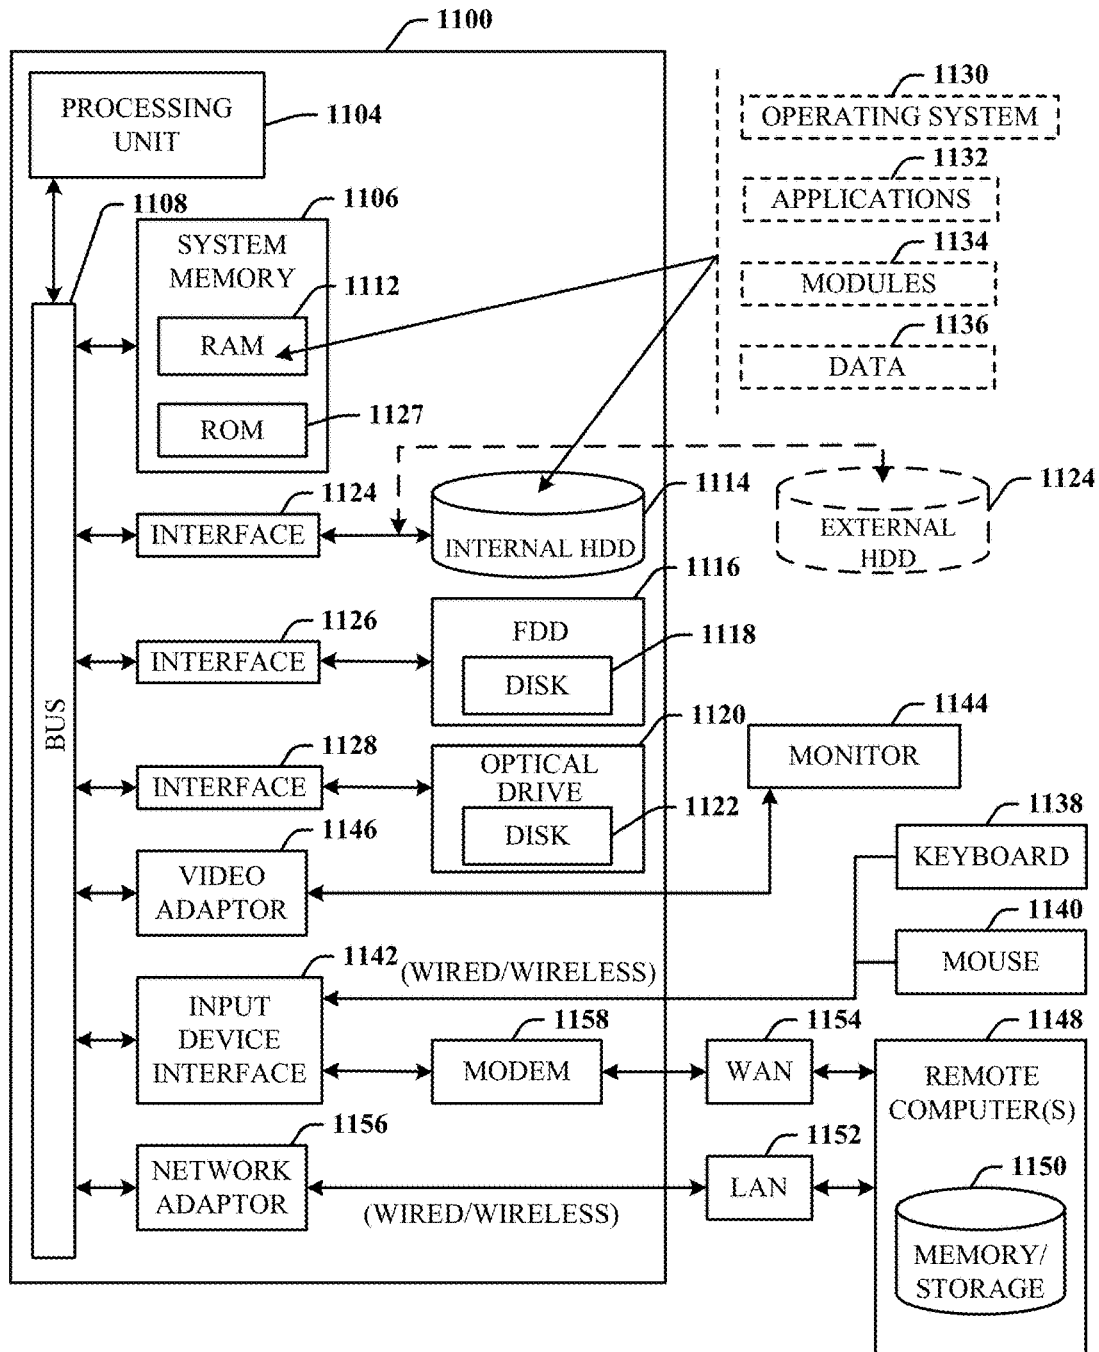 1100
PROCESSING
UNIT
1104
1108
1106
SYSTEM
MEMORY
1112
RAM
1127
ROM
1130
OPERATING SYSTEM
1132
APPLICATIONS
1134
MODULES
1136
DATA
1124
INTERFACE
1114
INTERNAL HDD
1124
EXTERNAL
HDD
1116
FDD
1126
INTERFACE
1118
DISK
BUS
1120
OPTICAL
DRIVE
1128
INTERFACE
1122
DISK
1144
MONITOR
1146
VIDEO
ADAPTOR
1138
KEYBOARD
1140
MOUSE
1142
(WIRED/WIRELESS)
INPUT
DEVICE
INTERFACE
1158
MODEM
1154
WAN
1148
REMOTE
COMPUTER(S)
1156
NETWORK
ADAPTOR
(WIRED/WIRELESS)
1152
LAN
1150
MEMORY/
STORAGE